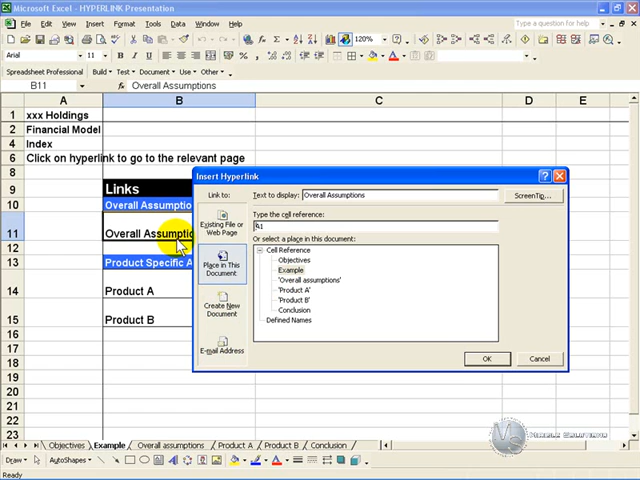 Microsoft Excel - HYPERLINK Presentation
File Edit View Insert Format Tools Data Window Help
Type a question for help
120%
Arial 11 B
Spreadsheet Professional Build Test Document Use Other
B11 Overall Assumptions
A B C D E
1 xxx Holdings
2 Financial Model
4 Index
6 Click on hyperlink to go to the relevant page
8
9 Links
10 Overall Assumptio
11 Overall Assumptio
12
13 Product Specific A
14 Product A
15 Product B
16
17
18
19
20
21
22
23
Insert Hyperlink
Link to:
Text to display: Overall Assumptions
ScreenTip...
Existing File or
Web Page
Place in This
Document
Create New
Document
E-mail Address
Type the cell reference:
A1
Or select a place in this document:
Cell Reference
Objectives
Example
'Overall assumptions'
'Product A'
'Product B'
Conclusion
Defined Names
OK Cancel
Objectives Example Overall assumptions Product A Product B Conclusion
Draw AutoShapes
Ready